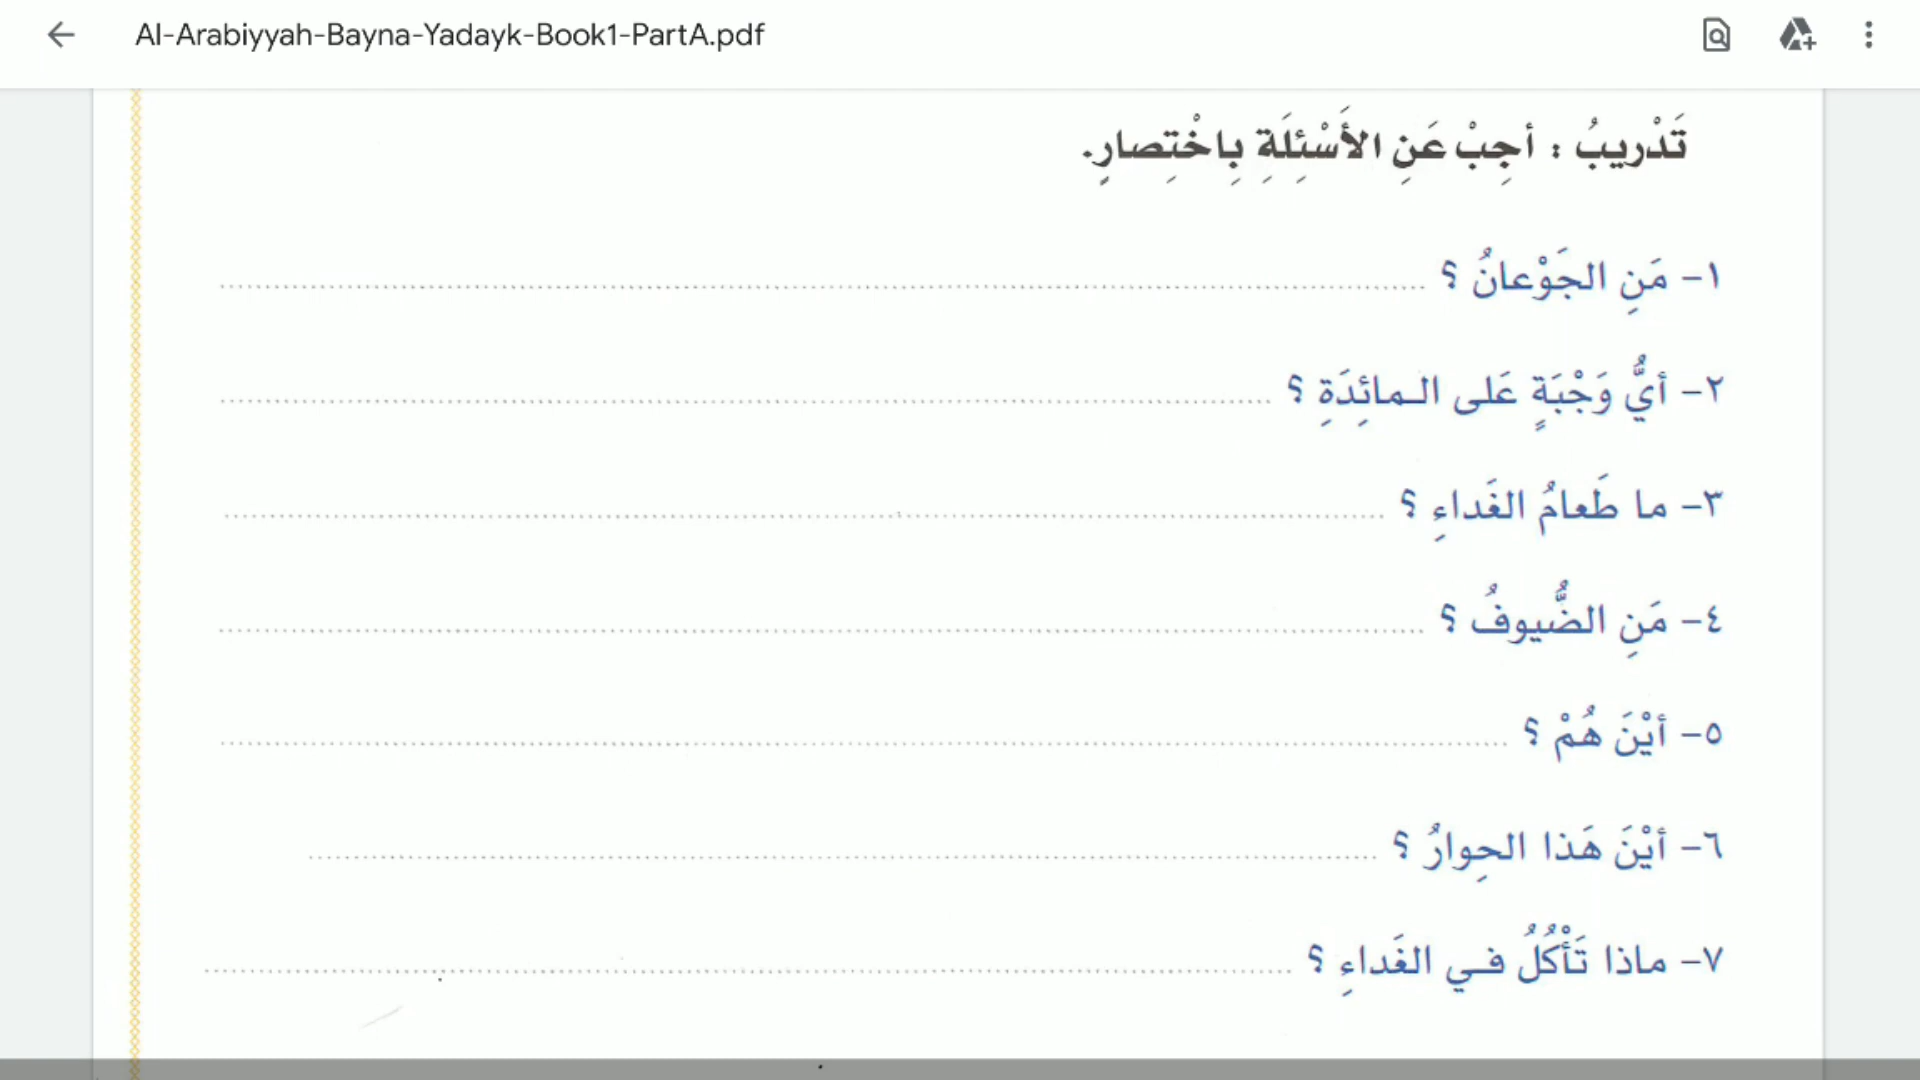 Al-Arabiyyah-Bayna-Yadayk-Book1-PartA.pdf
تَدْريبُ : أجِبْ عَنِ الأَسْئِلَةِ بِاخْتِصارٍ.
١- مَنِ الجَوْعانُ ؟
٢- أيُّ وَجْبَةٍ عَلى المائِدَةِ ؟
٣- ما طَعامُ الغَداءِ ؟
٤- مَنِ الضُّيوفُ ؟
٥- أيْنَ هُمْ ؟
٦- أيْنَ هَذا الحِوارُ ؟
٧- ماذا تَأْكُلُ في الغَداءِ ؟